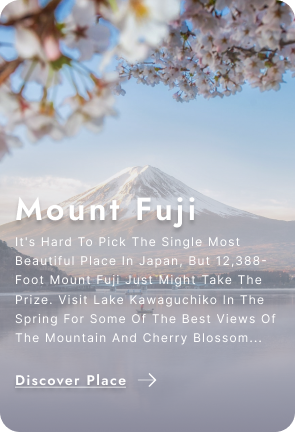 Mount Fuji
It's Hard To Pick The Single Most
Beautiful Place In Japan, But 12,388-
Foot Mount Fuji Just Might Take The
Prize. Visit Lake Kawaguchiko In The
Spring For Some Of The Best Views Of
The Mountain And Cherry Blossom...
Discover Place